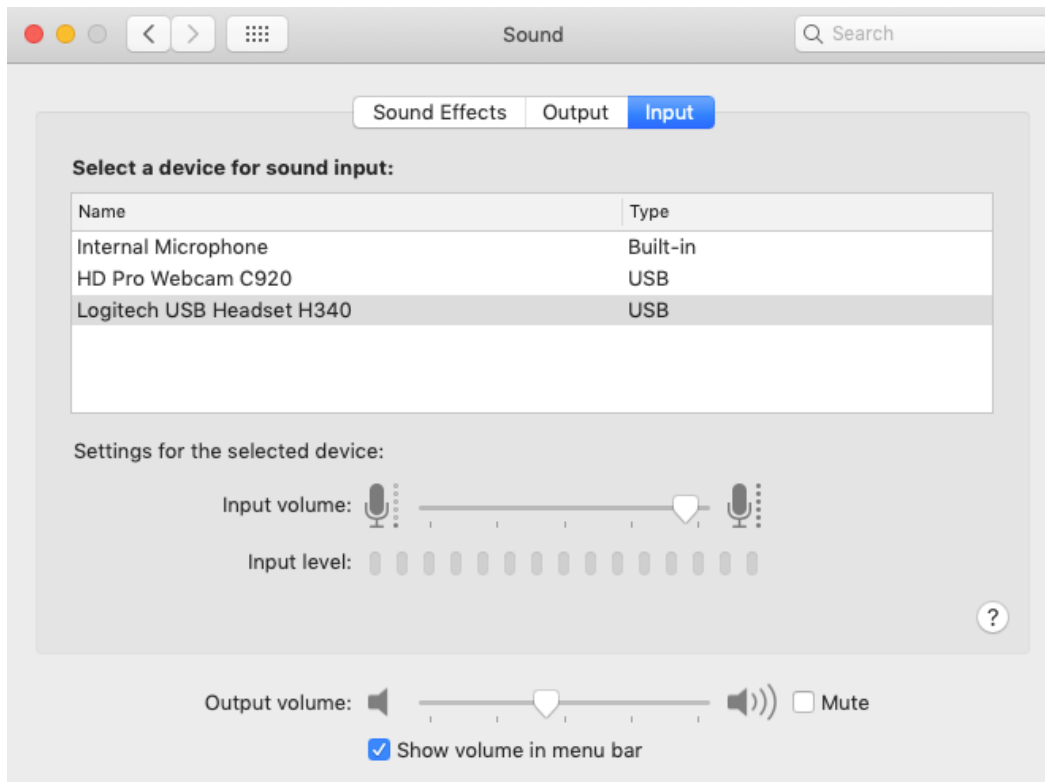 Sound
Search
Sound Effects Output Input
Select a device for sound input:
Name Type
Internal Microphone Built-in
HD Pro Webcam C920 USB
Logitech USB Headset H340 USB
Settings for the selected device:
Input volume:
Input level:
?
Output volume: Mute
Show volume in menu bar